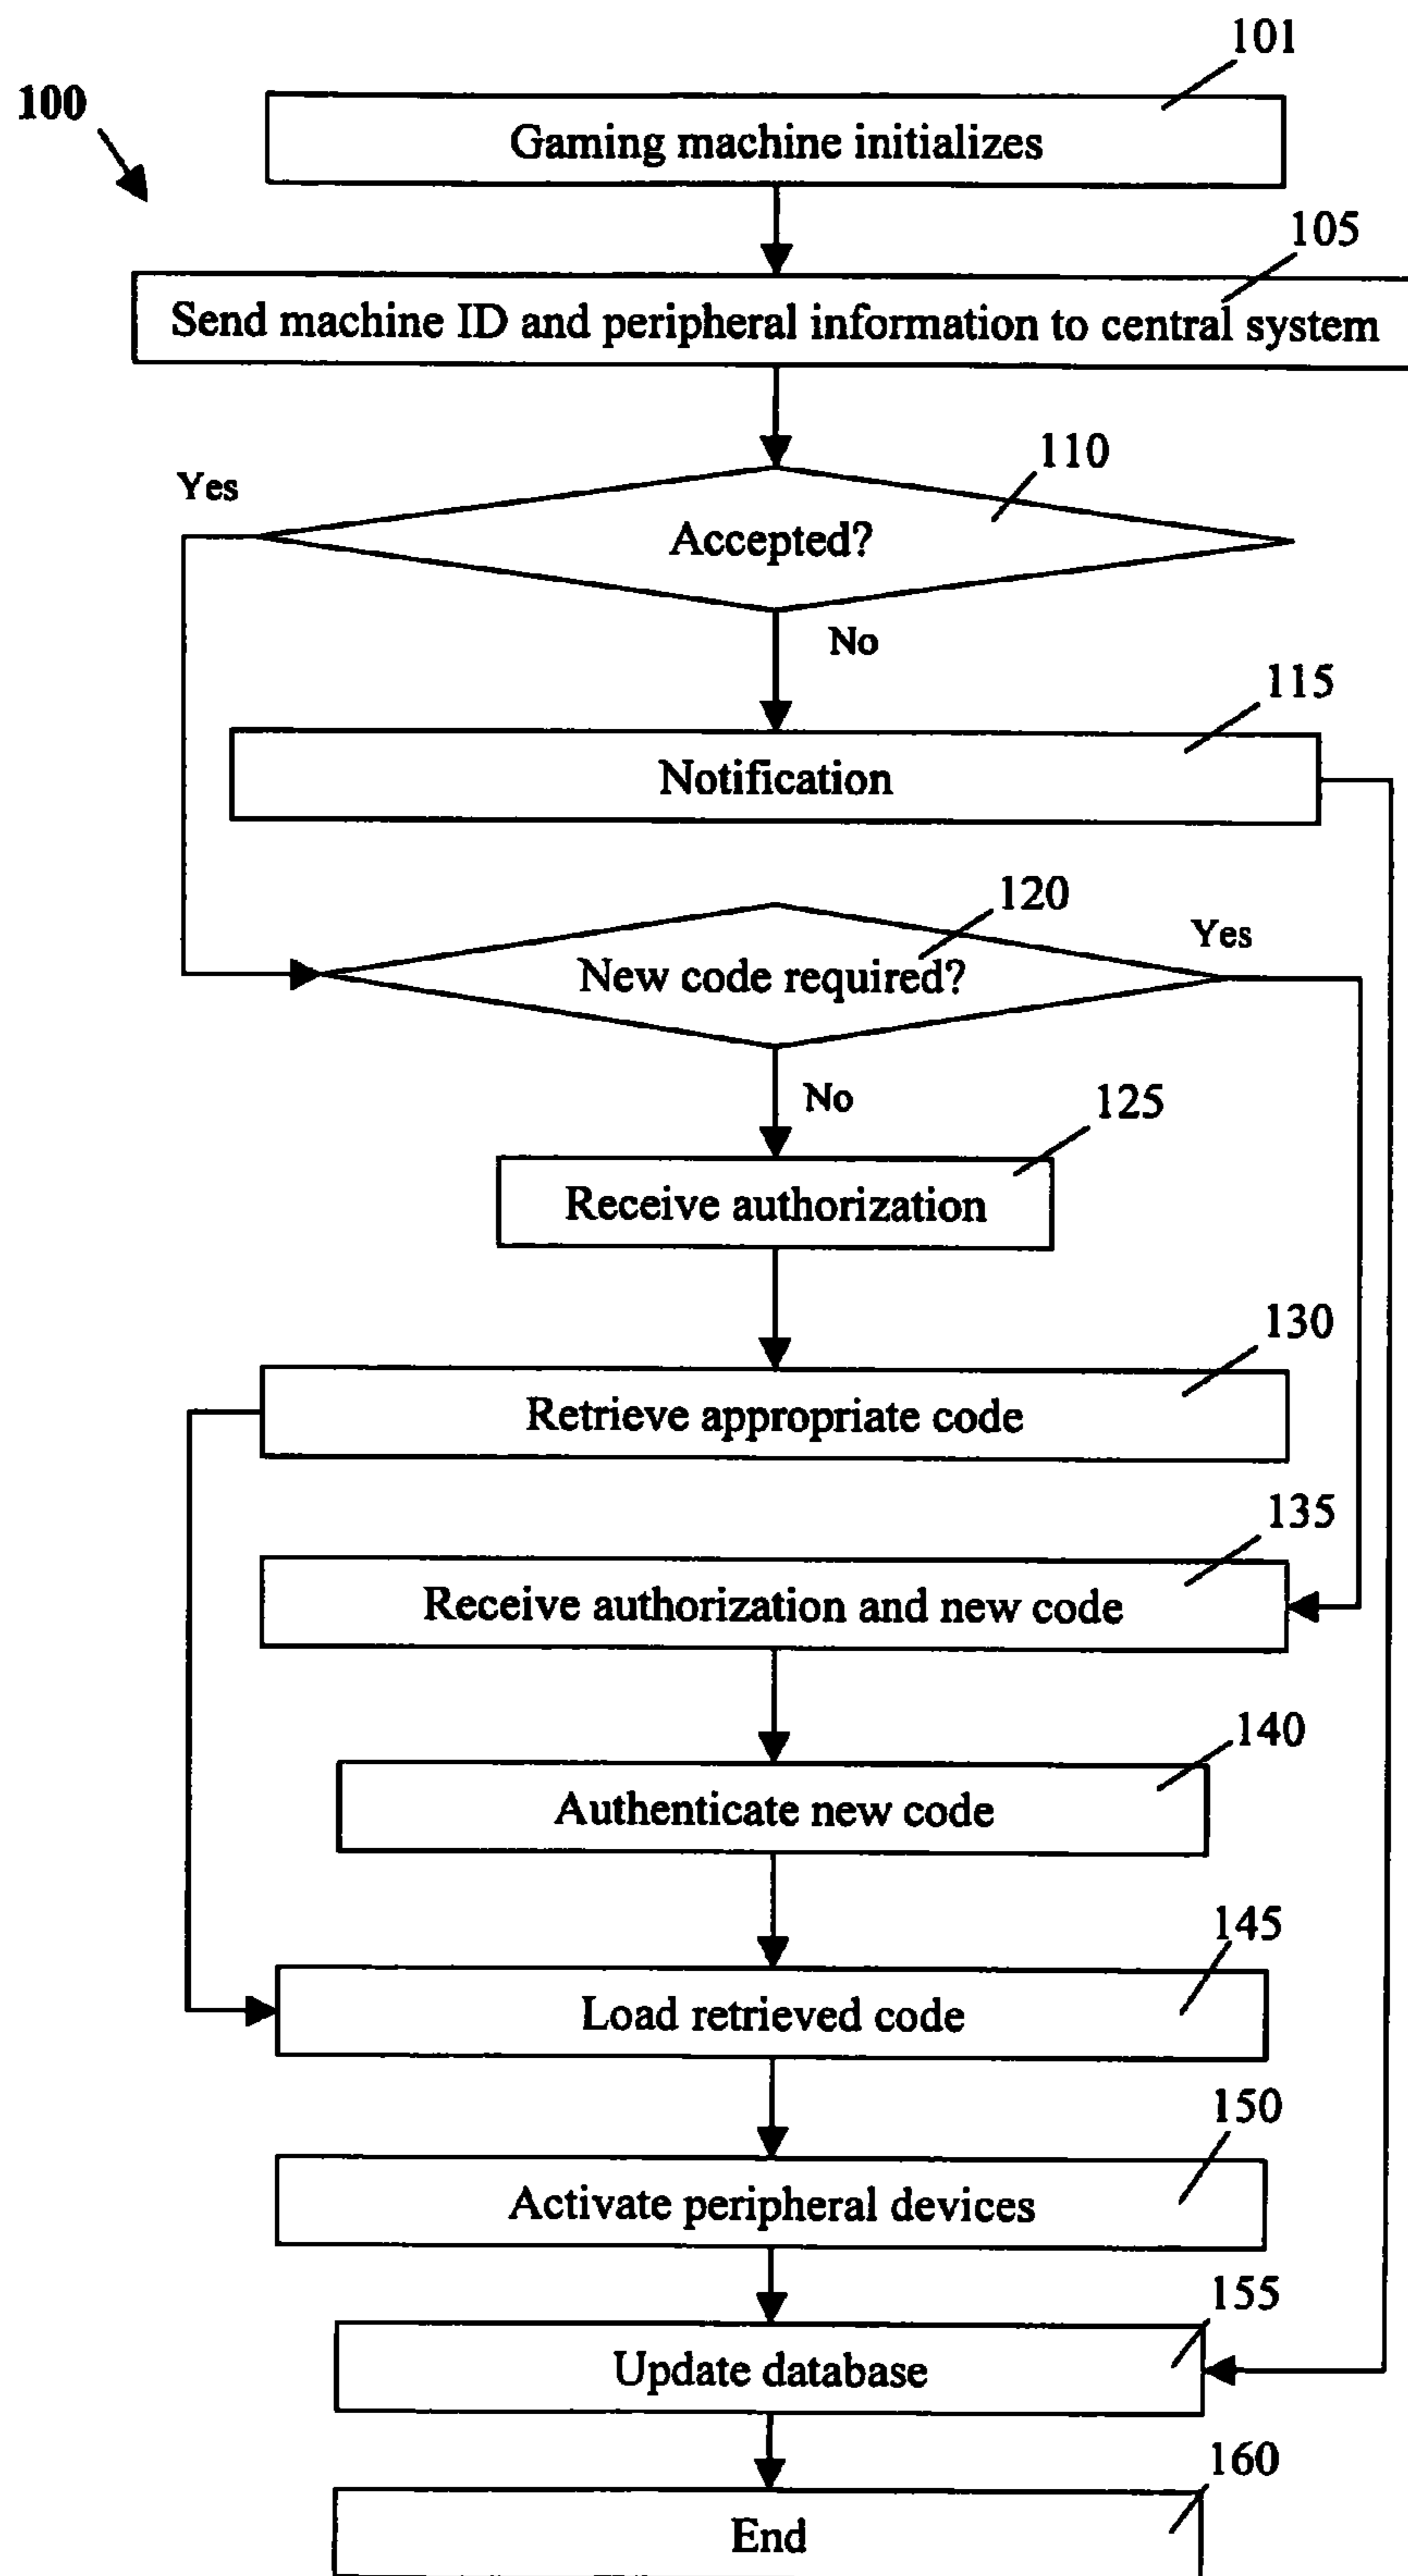 101
100
Gaming machine initializes
105
Send machine ID and peripheral information to central system
110
Yes
Accepted?
No
115
Notification
120
Yes
New code required?
No
125
Receive authorization
130
Retrieve appropriate code
135
Receive authorization and new code
140
Authenticate new code
145
Load retrieved code
150
Activate peripheral devices
155
Update database
160
End